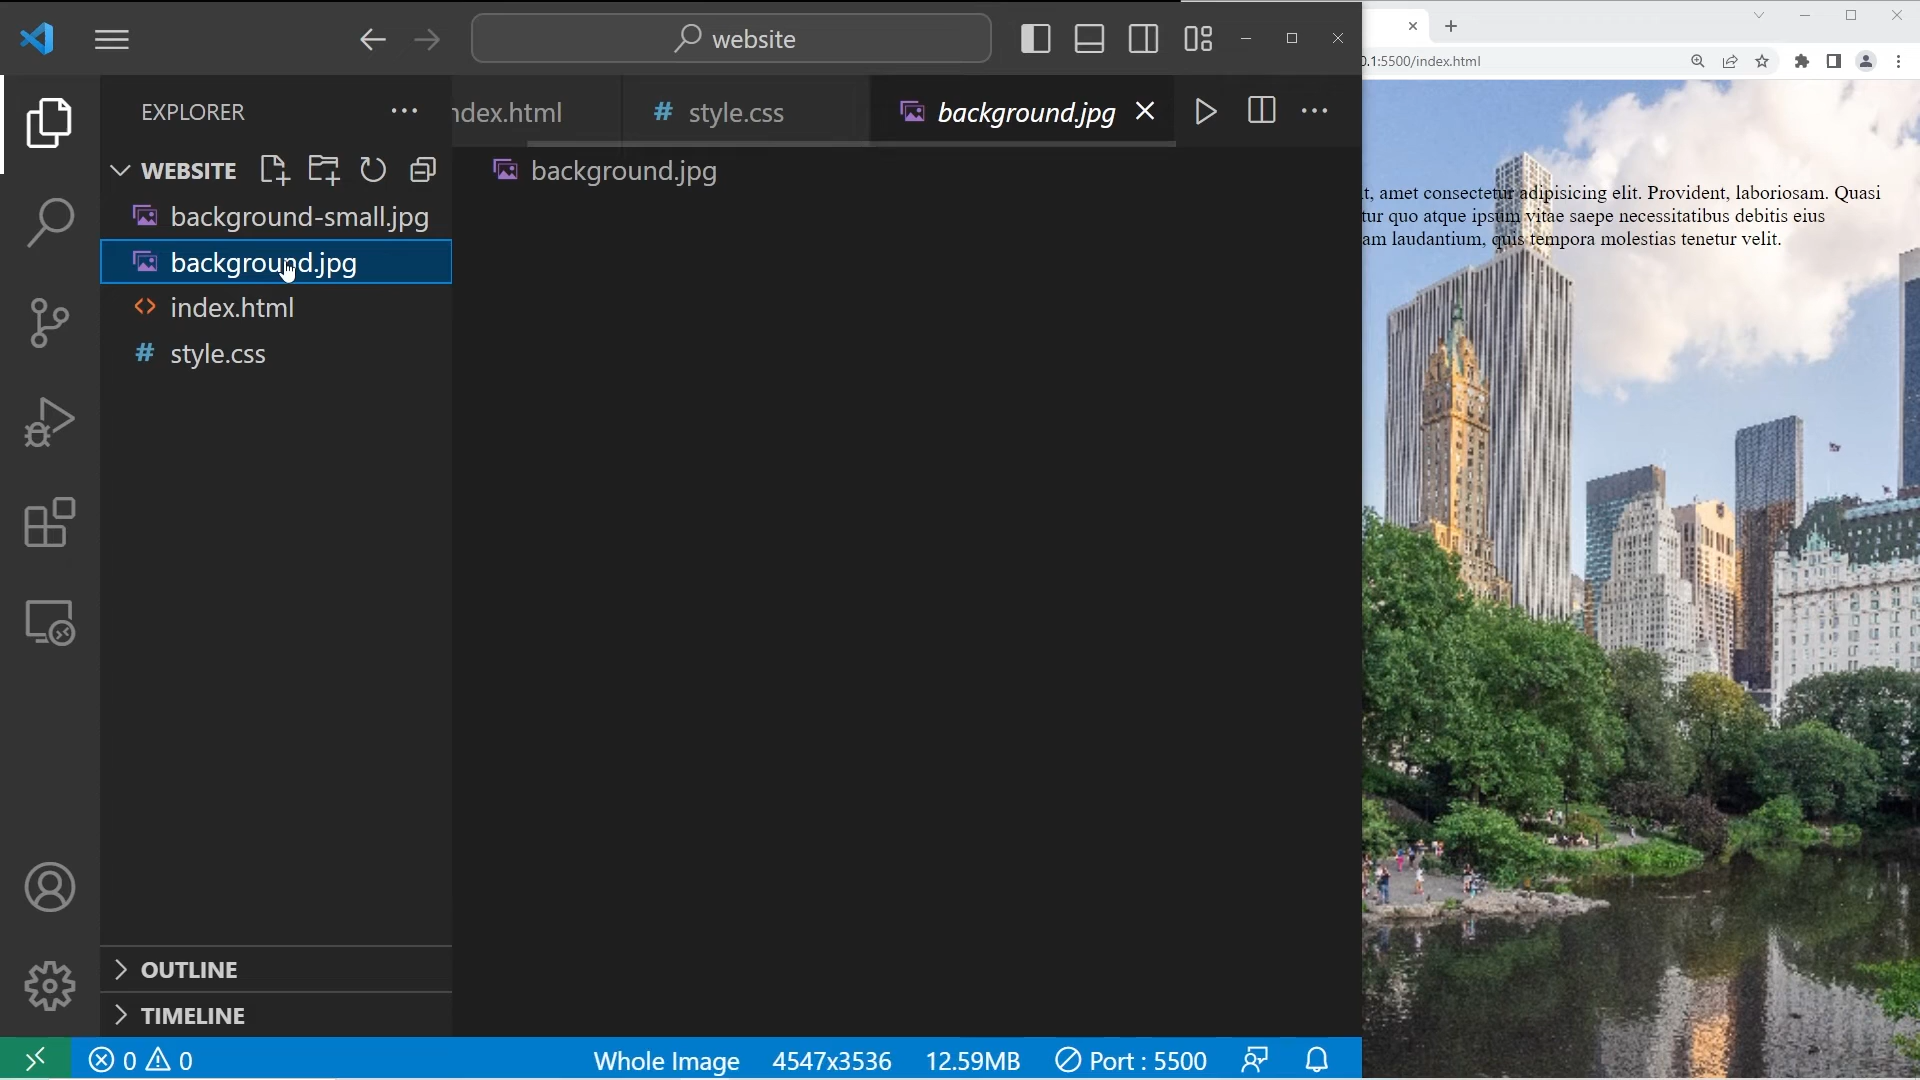 website
EXPLORER
ndex.html
# style.css
background.jpg
WEBSITE
background.jpg
background-small.jpg
background.jpg
<> index.html
# style.css
OUTLINE
TIMELINE
0
0
Whole Image
4547x3536
12.59MB
Port : 5500
.1:5500/index.html
t, amet consectetur adipisicing elit. Provident, laboriosam. Quasi
tur quo atque ipsum vitae saepe necessitatibus debitis eius
am laudantium, quis tempora molestias tenetur velit.